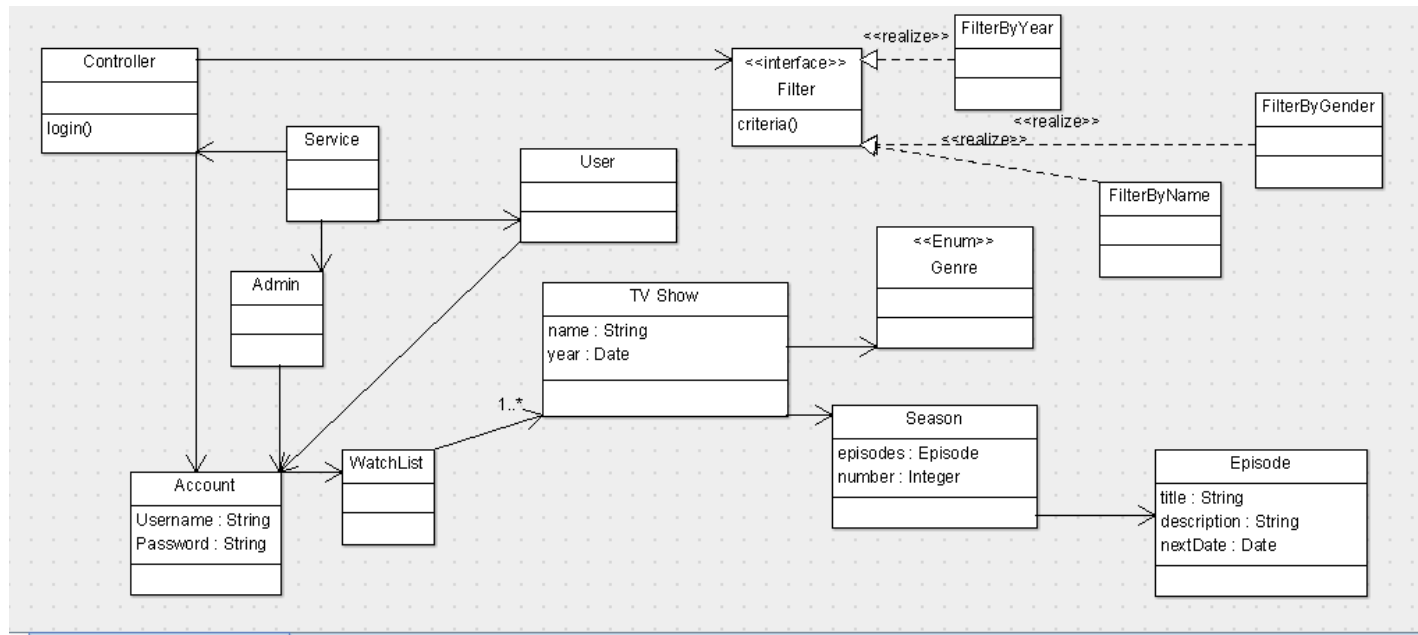 Controller
login()
Service
User
Admin
Account
Username : String
Password : String
WatchList
1..*
TV Show
name : String
year : Date
<<Enum>>
Genre
Season
episodes : Episode
number : Integer
Episode
title : String
description : String
nextDate : Date
<<interface>>
Filter
criteria()
<<realize>>
FilterByYear
<<realize>>
FilterByGender
<<realize>>
FilterByName